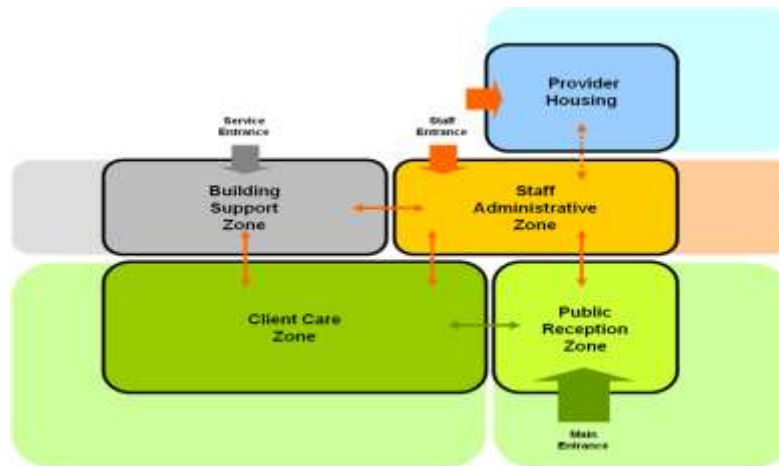 Provider
Housing
Service
Entrance
Staff
Entrance
Building
Support
Zone
Staff
Administrative
Zone
Client Care
Zone
Public
Reception
Zone
Main
Entrance